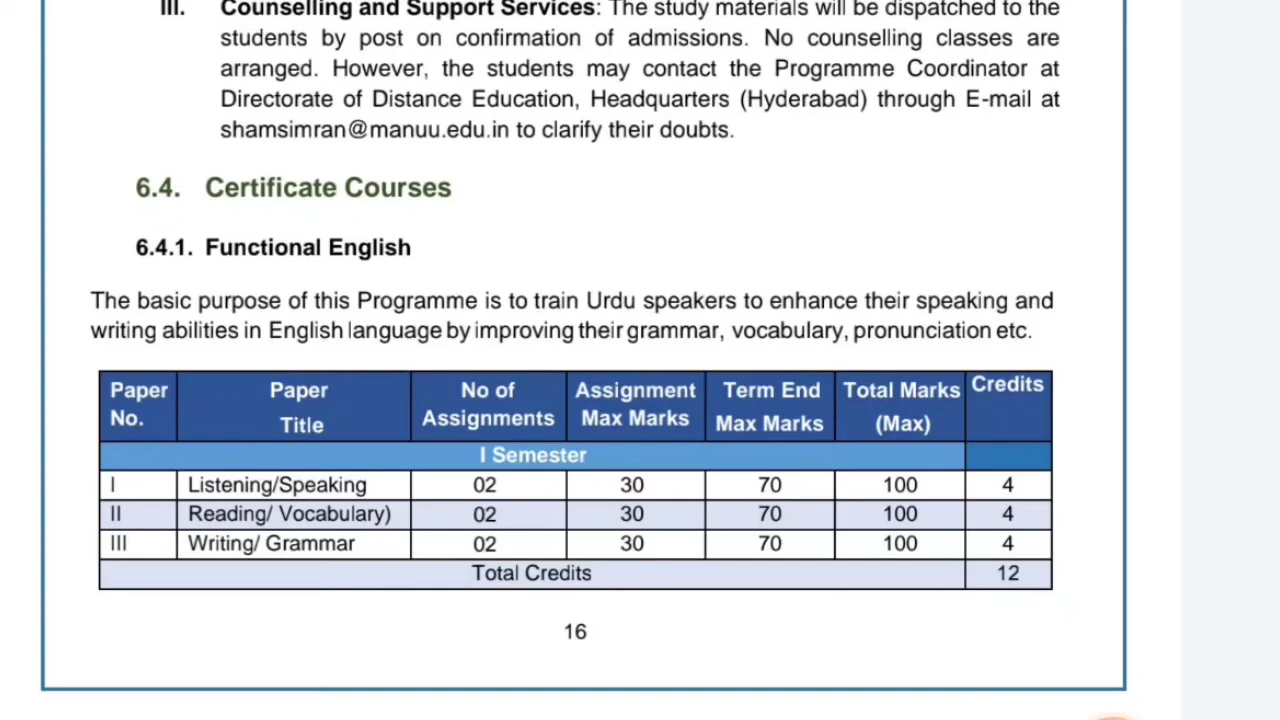 III. Counselling and Support Services: The study materials will be dispatched to the
students by post on confirmation of admissions. No counselling classes are
arranged. However, the students may contact the Programme Coordinator at
Directorate of Distance Education, Headquarters (Hyderabad) through E-mail at
shamsimran@manuu.edu.in to clarify their doubts.
6.4. Certificate Courses
6.4.1. Functional English
The basic purpose of this Programme is to train Urdu speakers to enhance their speaking and
writing abilities in English language by improving their grammar, vocabulary, pronunciation etc.
Paper No. Paper Title No of Assignments Assignment Max Marks Term End Max Marks Total Marks (Max) Credits
I Semester
I Listening/Speaking 02 30 70 100 4
II Reading/ Vocabulary) 02 30 70 100 4
III Writing/ Grammar 02 30 70 100 4
Total Credits 12
16